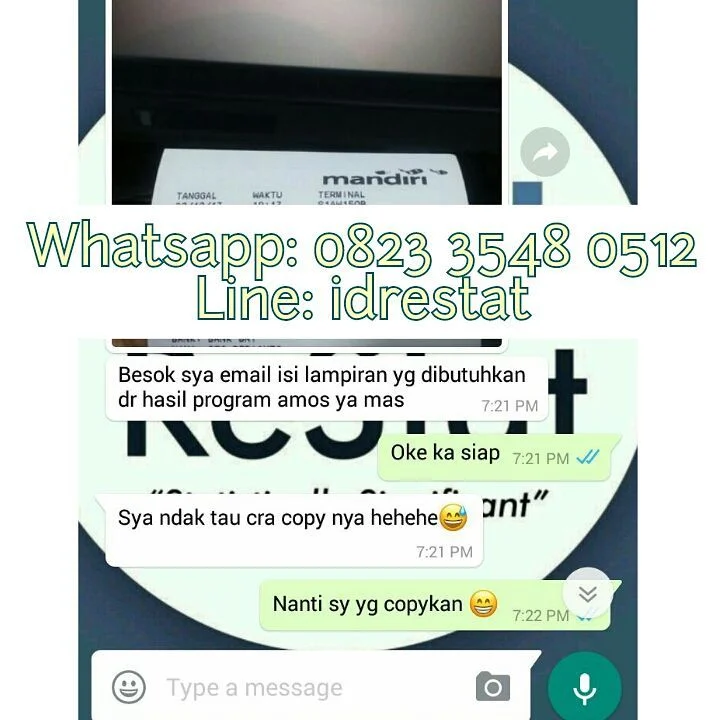 mandiri
TANGGAL WAKTU TERMINAL
Whatsapp: 0823 3548 0512
Line: idrestat
Besok sya email isi lampiran yg dibutuhkan
dr hasil program amos ya mas
7:21 PM
Oke ka siap 7:21 PM
ant”
Sya ndak tau cra copy nya hehehe😅
7:21 PM
Nanti sy yg copykan 😁
7:22 PM
Type a message